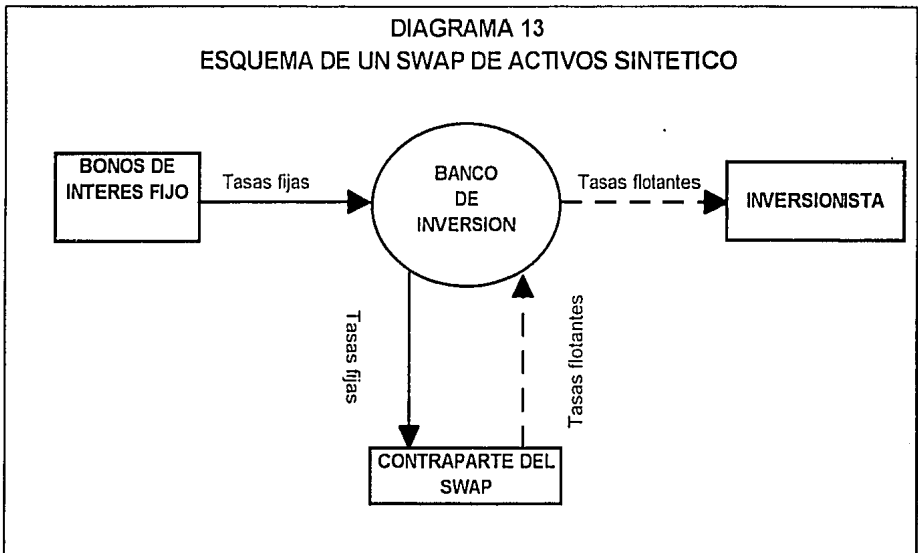 DIAGRAMA 13
ESQUEMA DE UN SWAP DE ACTIVOS SINTETICO
BONOS DE
INTERES FIJO
Tasas fijas
BANCO
DE
INVERSION
Tasas flotantes
INVERSIONISTA
Tasas fijas
Tasas flotantes
CONTRAPARTE DEL
SWAP